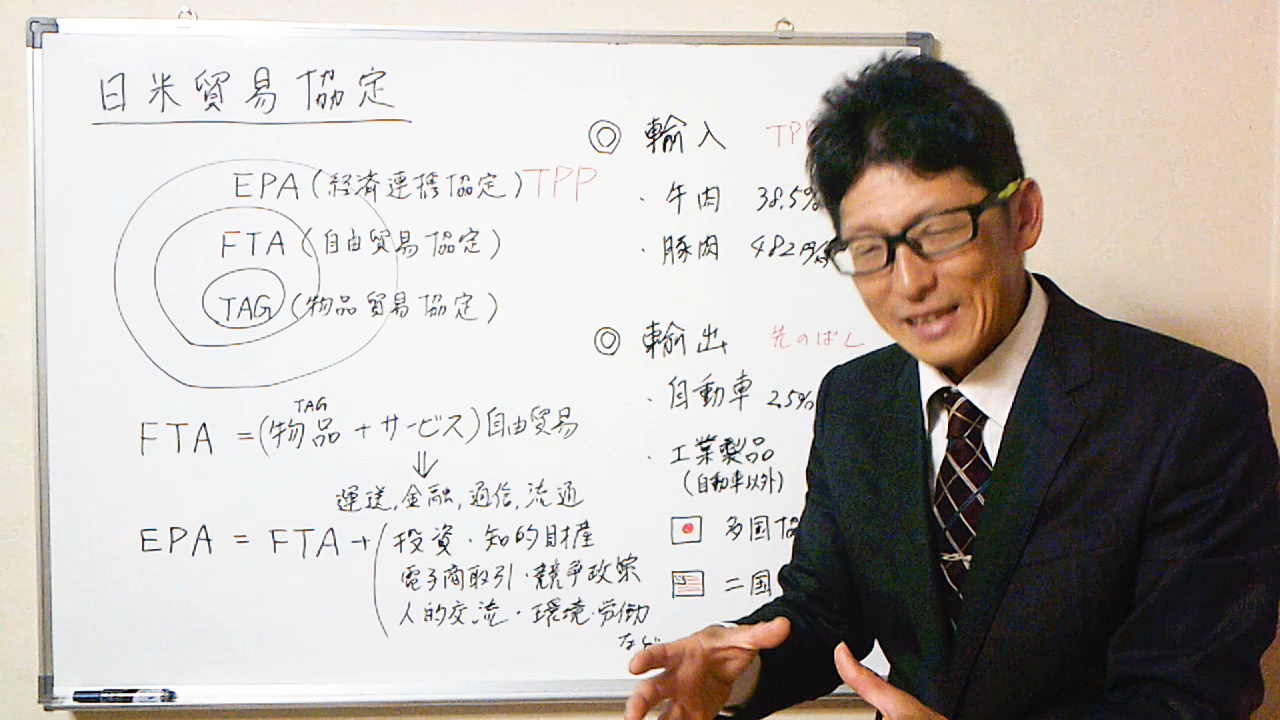 日米貿易協定
EPA(経済連携協定)TPP
FTA(自由貿易協定)
TAG(物品貿易協定)
TAG
FTA=(物品+サービス)自由貿易
⇓
運送,金融,通信,流通
EPA=FTA+(投資・知的財産
電子商取引・競争政策
人的交流・環境・労働
など
◎輸入 TPP
・牛肉 38.5%
・豚肉 482円
◎輸出 先のばし
・自動車 2.5%
・工業製品
(自動車以外)
多国
二国